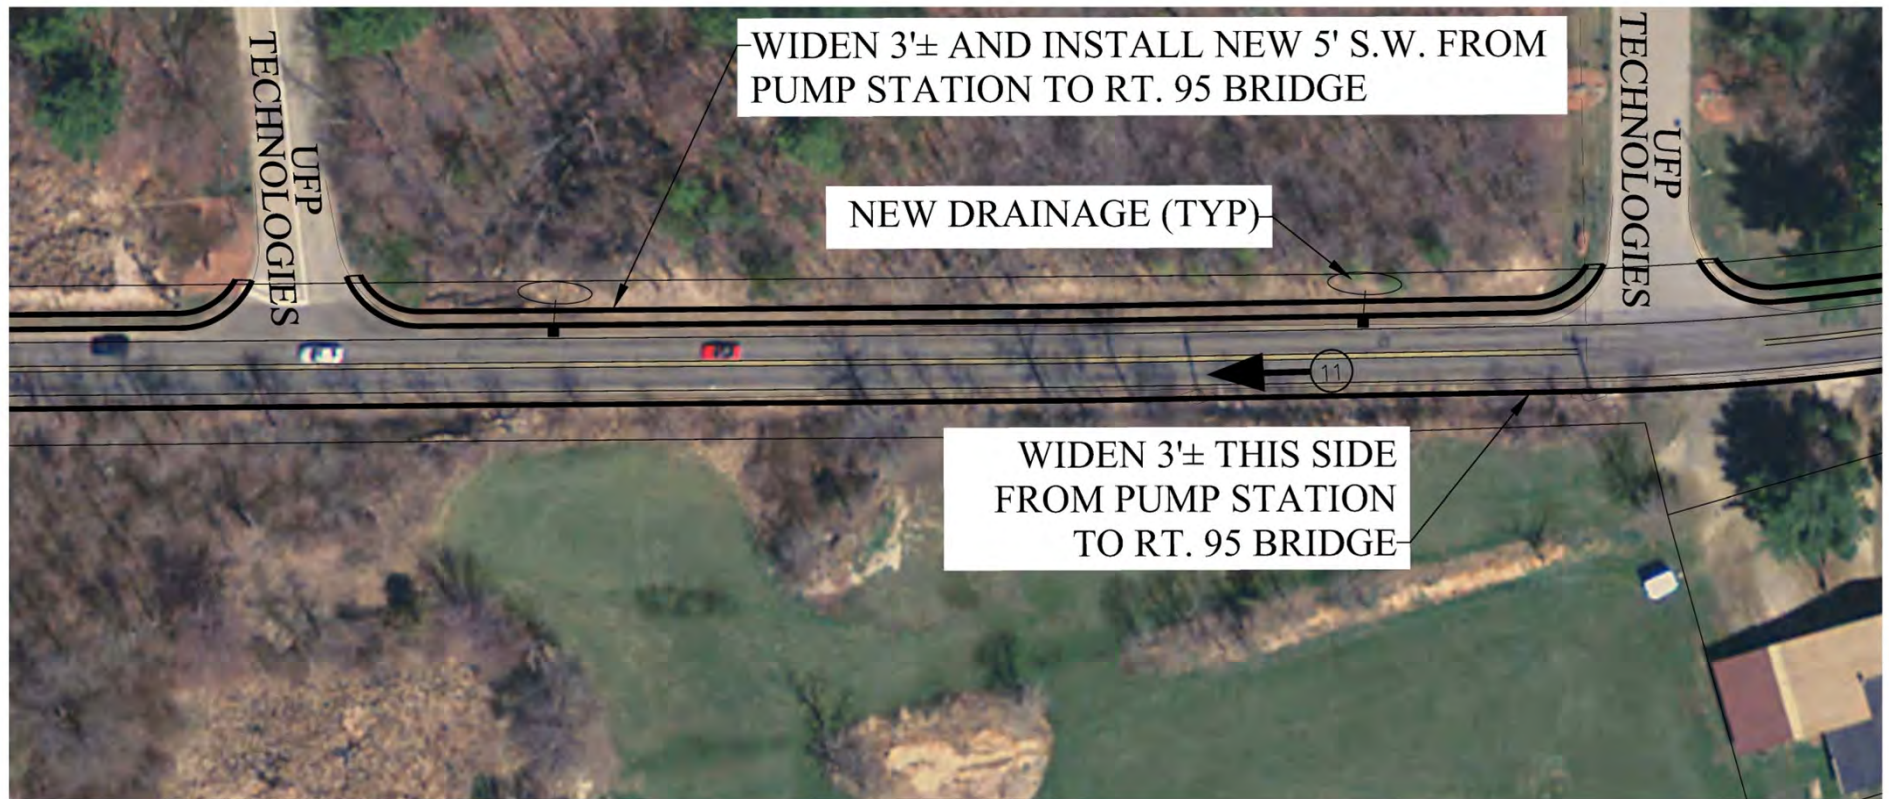 WIDEN 3'± AND INSTALL NEW 5' S.W. FROM
PUMP STATION TO RT. 95 BRIDGE
UFP
TECHNOLOGIES
UFP
TECHNOLOGIES
NEW DRAINAGE (TYP)
11
WIDEN 3'± THIS SIDE
FROM PUMP STATION
TO RT. 95 BRIDGE